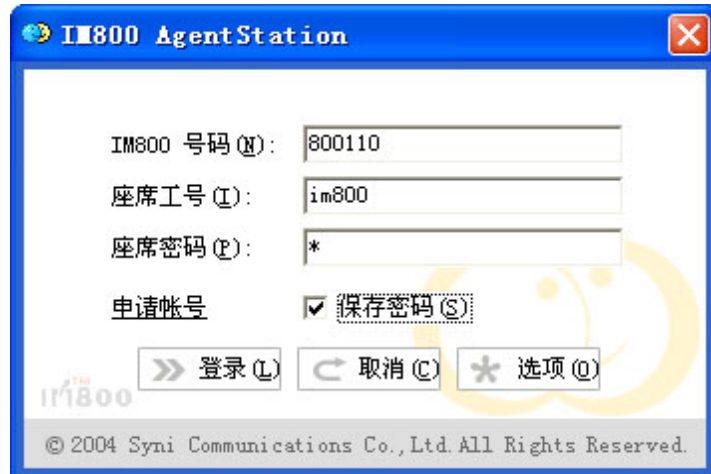 IM800 AgentStation
IM800 号码(N): 800110
座席工号(I): im800
座席密码(P): *
申请帐号 保存密码(S)
登录(L) 取消(C) 选项(O)
im800 TM
© 2004 Syni Communications Co.,Ltd.All Rights Reserved.